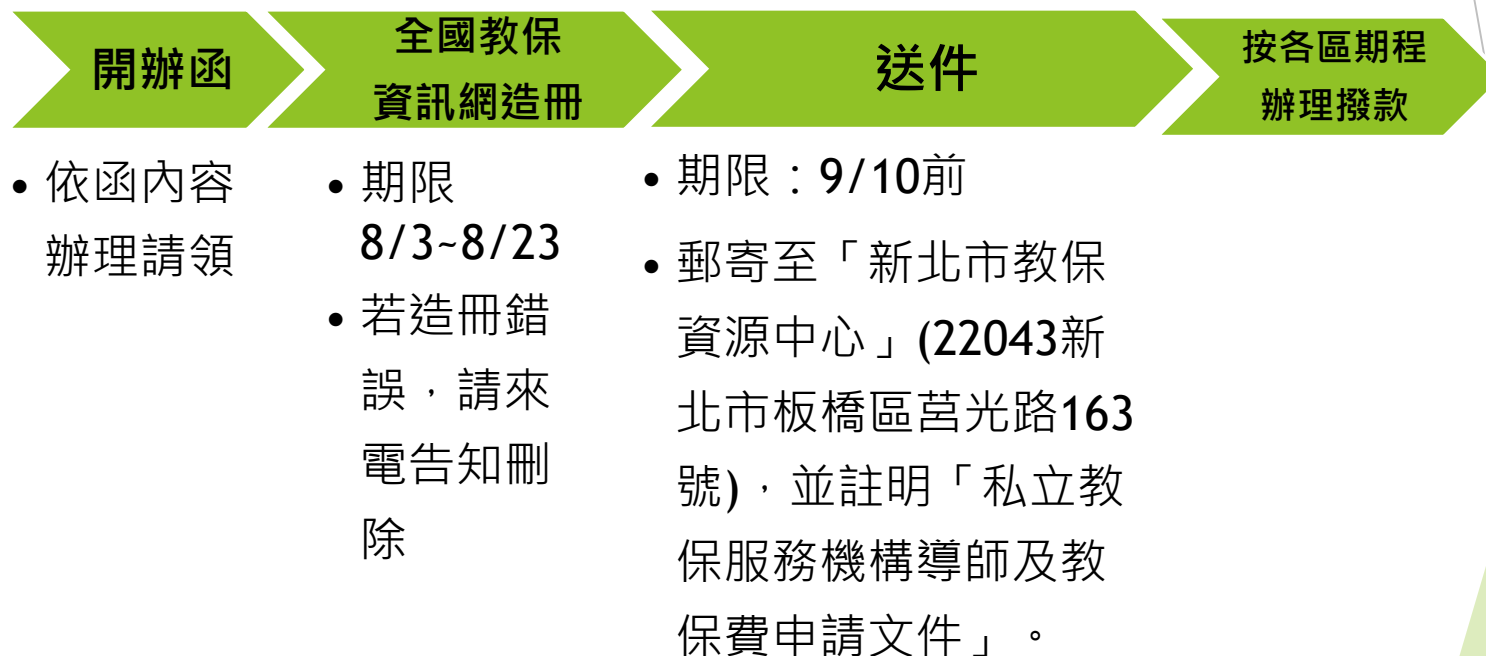 開辦函
全國教保
資訊網造冊
送件
按各區期程
辦理撥款
• 依函內容
辦理請領
• 期限
8/3~8/23
• 若造冊錯
誤，請來
電告知刪
除
• 期限：9/10前
• 郵寄至「新北市教保
資源中心」(22043新
北市板橋區莒光路163
號)，並註明「私立教
保服務機構導師及教
保費申請文件」。